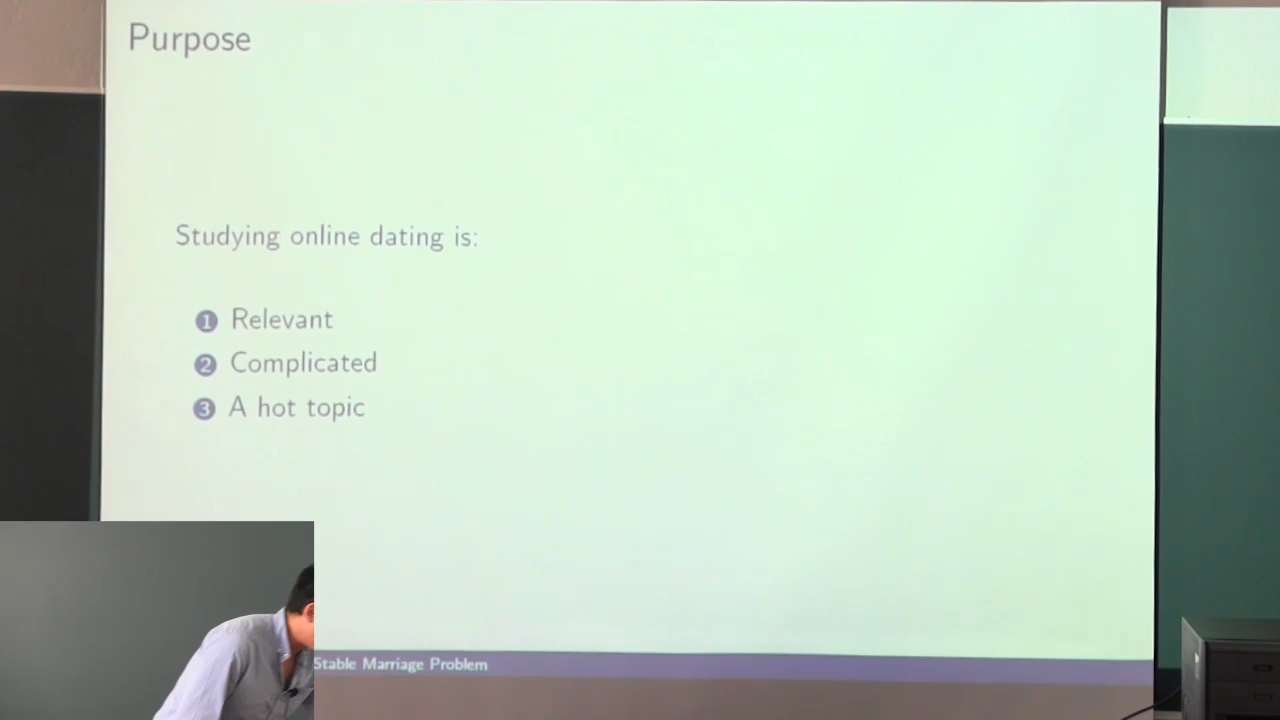 Purpose
Studying online dating is:
1 Relevant
2 Complicated
3 A hot topic
Stable Marriage Problem